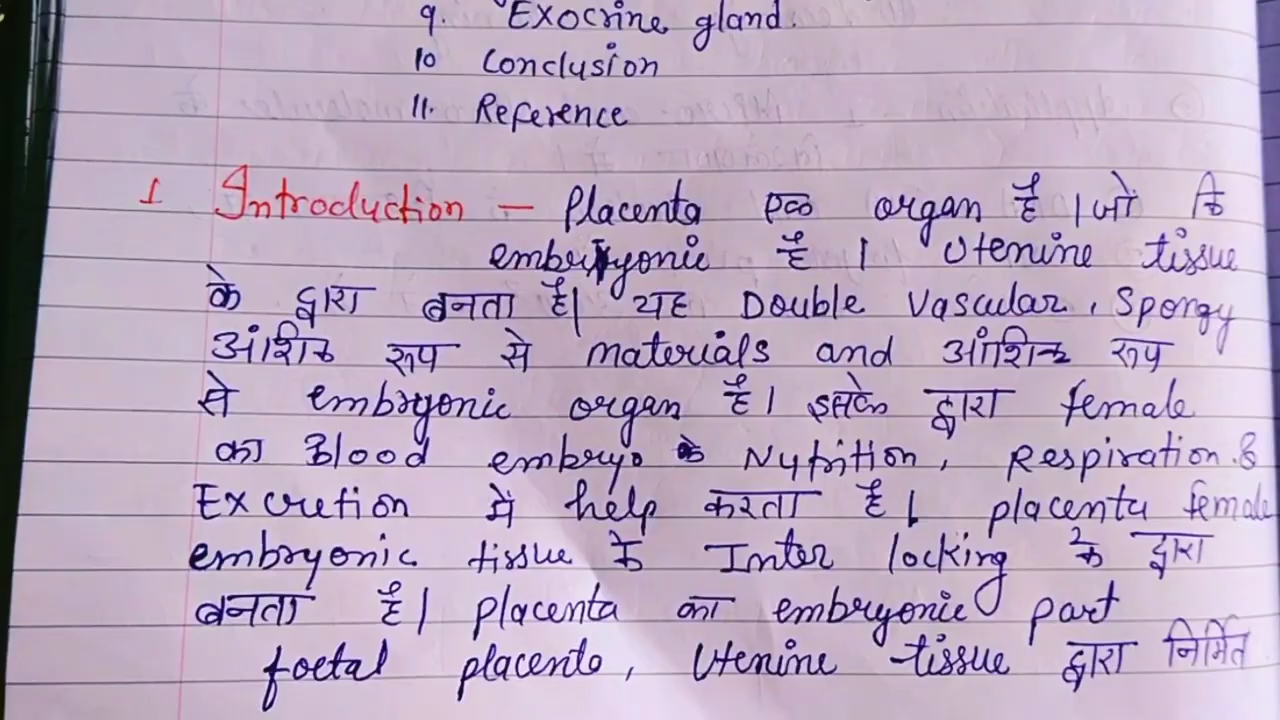 9. Exocrine gland.
10 Conclusion
11. Reference
1 Introduction - Placenta एक organ है। जो कि
embryonic है। Utenine tissue
के द्वारा बनता है। यह Double Vascular, Spongy
आंशिक रूप से materials and आंशिक रूप
से embryonic organ है। इसके द्वारा female
का Blood embryo के Nutrition, Respiration &
Excretion में help करता है। placenta female
embryonic tissue के Inter locking के द्वारा
बनता है। placenta का embryonic part
foetal placenta, Utenine tissue द्वारा निर्मित